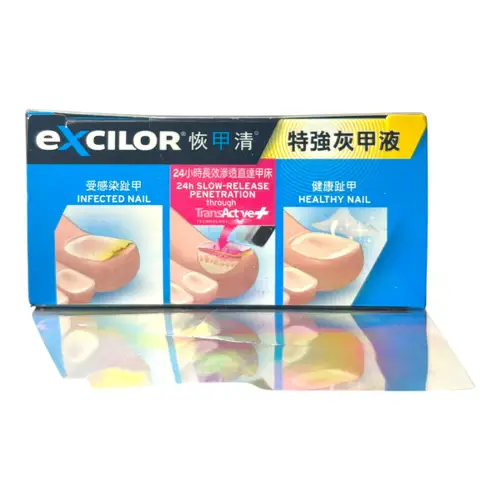 eXCILOR® 恢甲清®
特強灰甲液
受感染趾甲
INFECTED NAIL
24小時長效滲透直達甲床
24h SLOW-RELEASE
PENETRATION
through
TransActive+
TECHNOLOGY
健康趾甲
HEALTHY NAIL